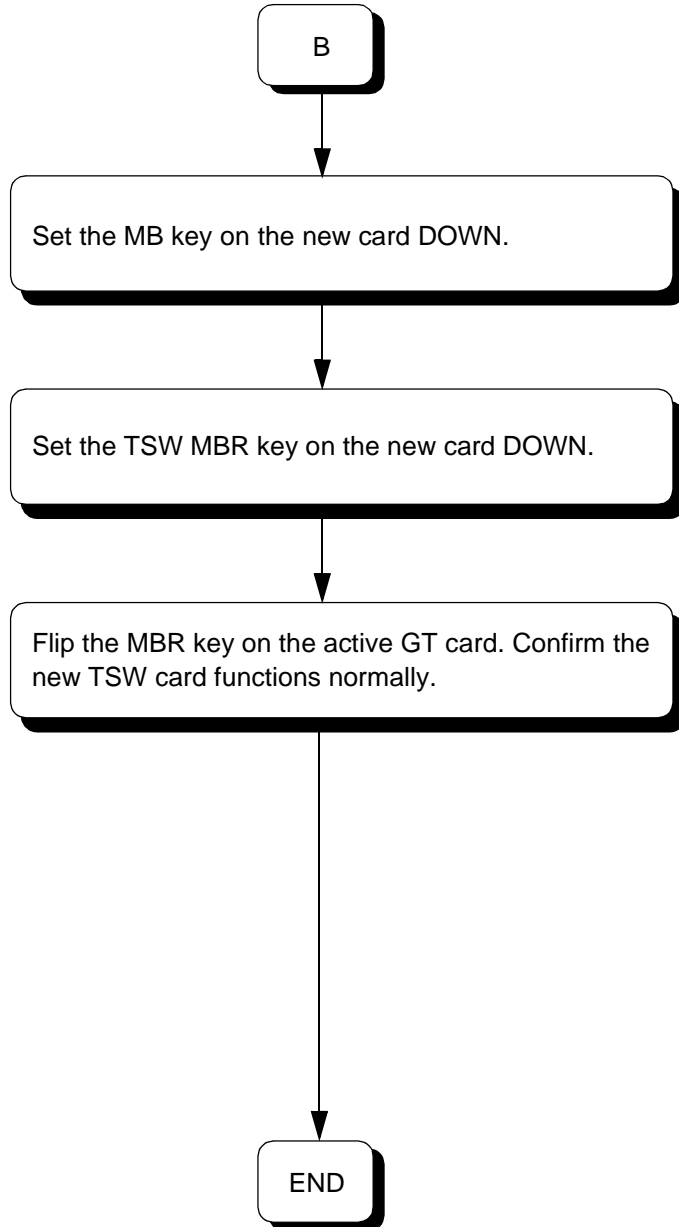 B
Set the MB key on the new card DOWN.
Set the TSW MBR key on the new card DOWN.
Flip the MBR key on the active GT card. Confirm the
new TSW card functions normally.
END